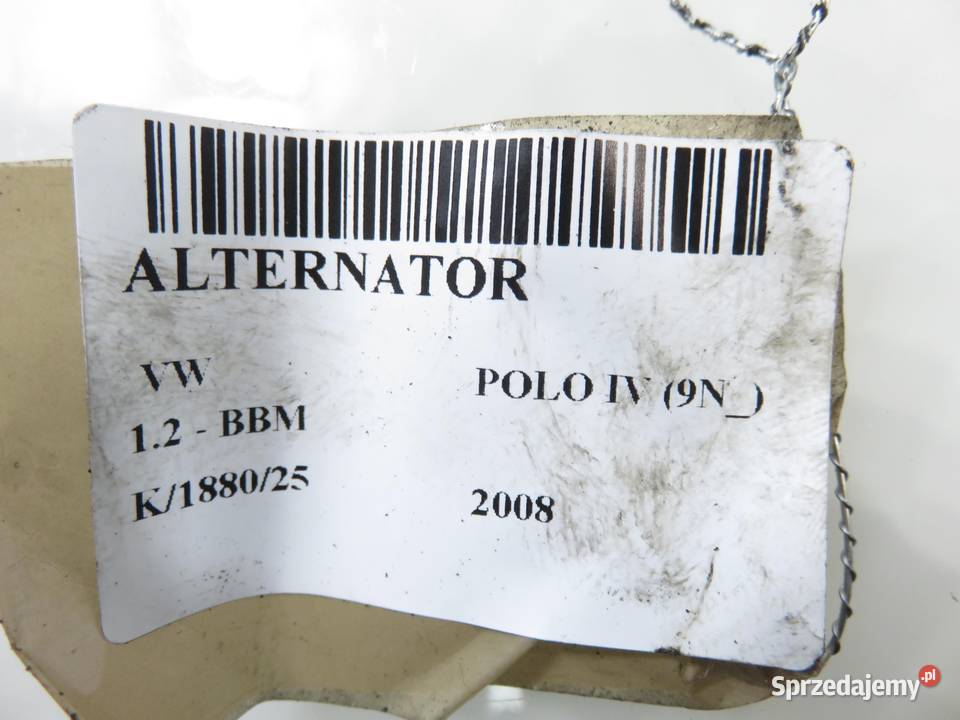 ALTERNATOR
VW POLO IV (9N_)
1.2 - BBM
K/1880/25 2008
Sprzedajemy.pl